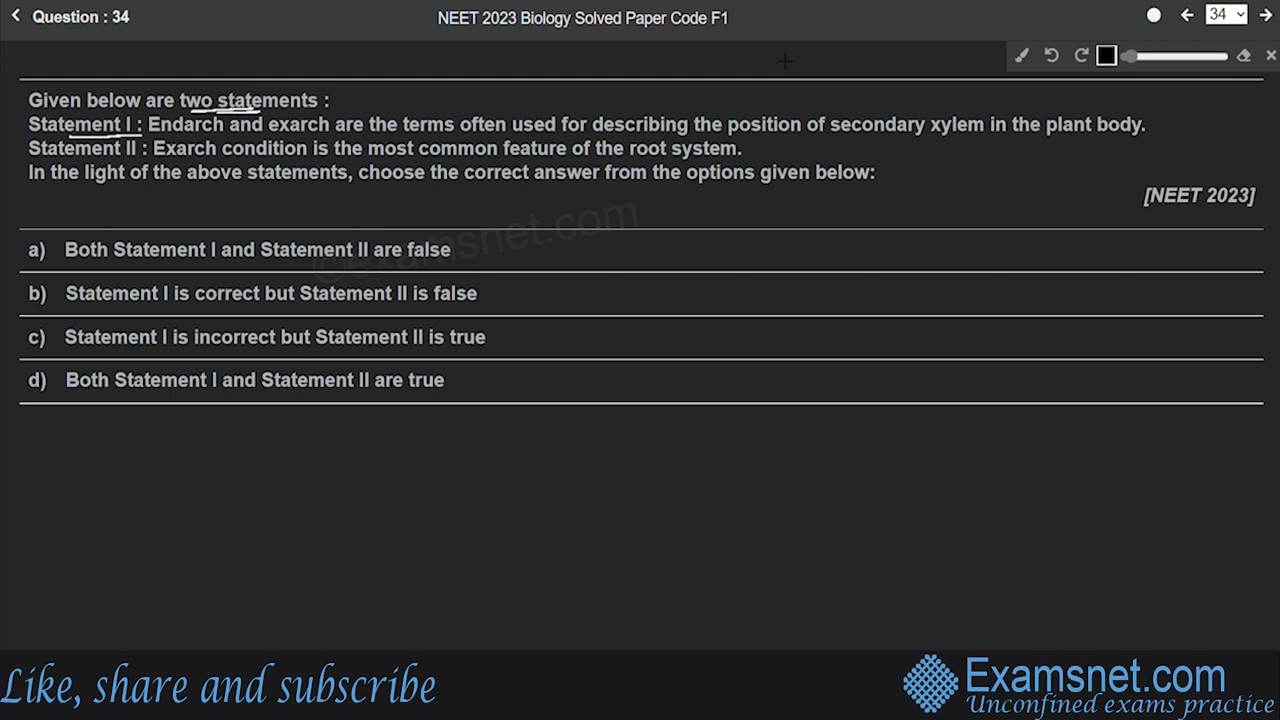 Question : 34
NEET 2023 Biology Solved Paper Code F1
34
Given below are two statements :
Statement I : Endarch and exarch are the terms often used for describing the position of secondary xylem in the plant body.
Statement II : Exarch condition is the most common feature of the root system.
In the light of the above statements, choose the correct answer from the options given below:
[NEET 2023]
©examsnet.com
a) Both Statement I and Statement II are false
b) Statement I is correct but Statement II is false
c) Statement I is incorrect but Statement II is true
d) Both Statement I and Statement II are true
Like, share and subscribe
Examsnet.com
Unconfined exams practice